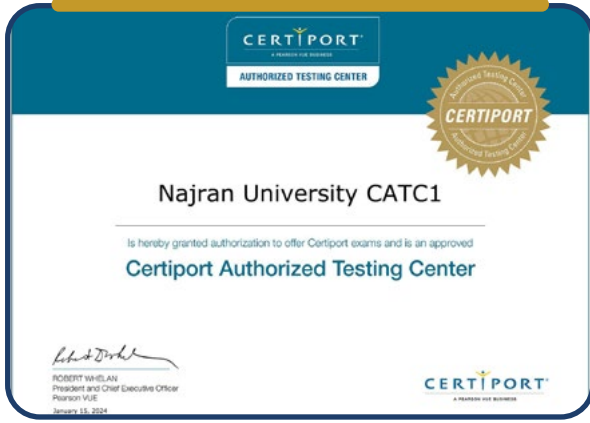 CERTIPORT
A PEARSON VUE BUSINESS
AUTHORIZED TESTING CENTER
Authorized Testing Center
CERTIPORT
Authorized Testing Center
Najran University CATC1
Is hereby granted authorization to offer Certiport exams and is an approved
Certiport Authorized Testing Center
ROBERT WHELAN
President and Chief Executive Officer
Pearson VUE
January 15, 2024
CERTIPORT
A PEARSON VUE BUSINESS